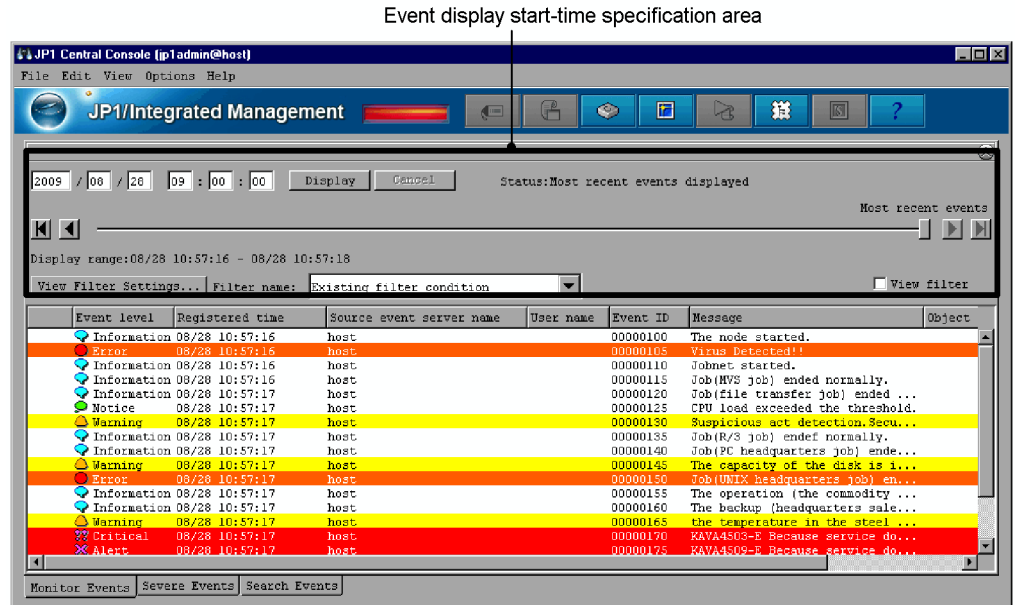 Event display start-time specification area
JP1 Central Console (jp1admin@host)
File Edit View Options Help
JP1/Integrated Management ?
2009 / 08 / 28 09 : 00 : 00 Display Cancel Status:Most recent events displayed
Most recent events
Display range:08/28 10:57:16 - 08/28 10:57:18
View Filter Settings... Filter name: Existing filter condition View filter
Event level Registered time Source event server name User name Event ID Message Object
Information 08/28 10:57:16 host 00000100 The node started.
Error 08/28 10:57:16 host 00000105 Virus Detected!!
Information 08/28 10:57:16 host 00000110 Jobnet started.
Information 08/28 10:57:16 host 00000115 Job(MVS job) ended normally.
Information 08/28 10:57:17 host 00000120 Job(file transfer job) ended ...
Notice 08/28 10:57:17 host 00000125 CPU load exceeded the threshold.
Warning 08/28 10:57:17 host 00000130 Suspicious act detection.Secu...
Information 08/28 10:57:17 host 00000135 Job(R/3 job) endef normally.
Information 08/28 10:57:17 host 00000140 Job(PC headquarters job) ende...
Warning 08/28 10:57:17 host 00000145 The capacity of the disk is i...
Error 08/28 10:57:17 host 00000150 Job(UNIX headquarters job) en...
Information 08/28 10:57:17 host 00000155 The operation (the commodity ...
Information 08/28 10:57:17 host 00000160 The backup (headquarters sale...
Warning 08/28 10:57:17 host 00000165 the temperature in the steel ...
Critical 08/28 10:57:17 host 00000170 KAVA4503-E Because service do...
Alert 08/28 10:57:17 host 00000175 KAVA4509-E Because service do...
Monitor Events Severe Events Search Events